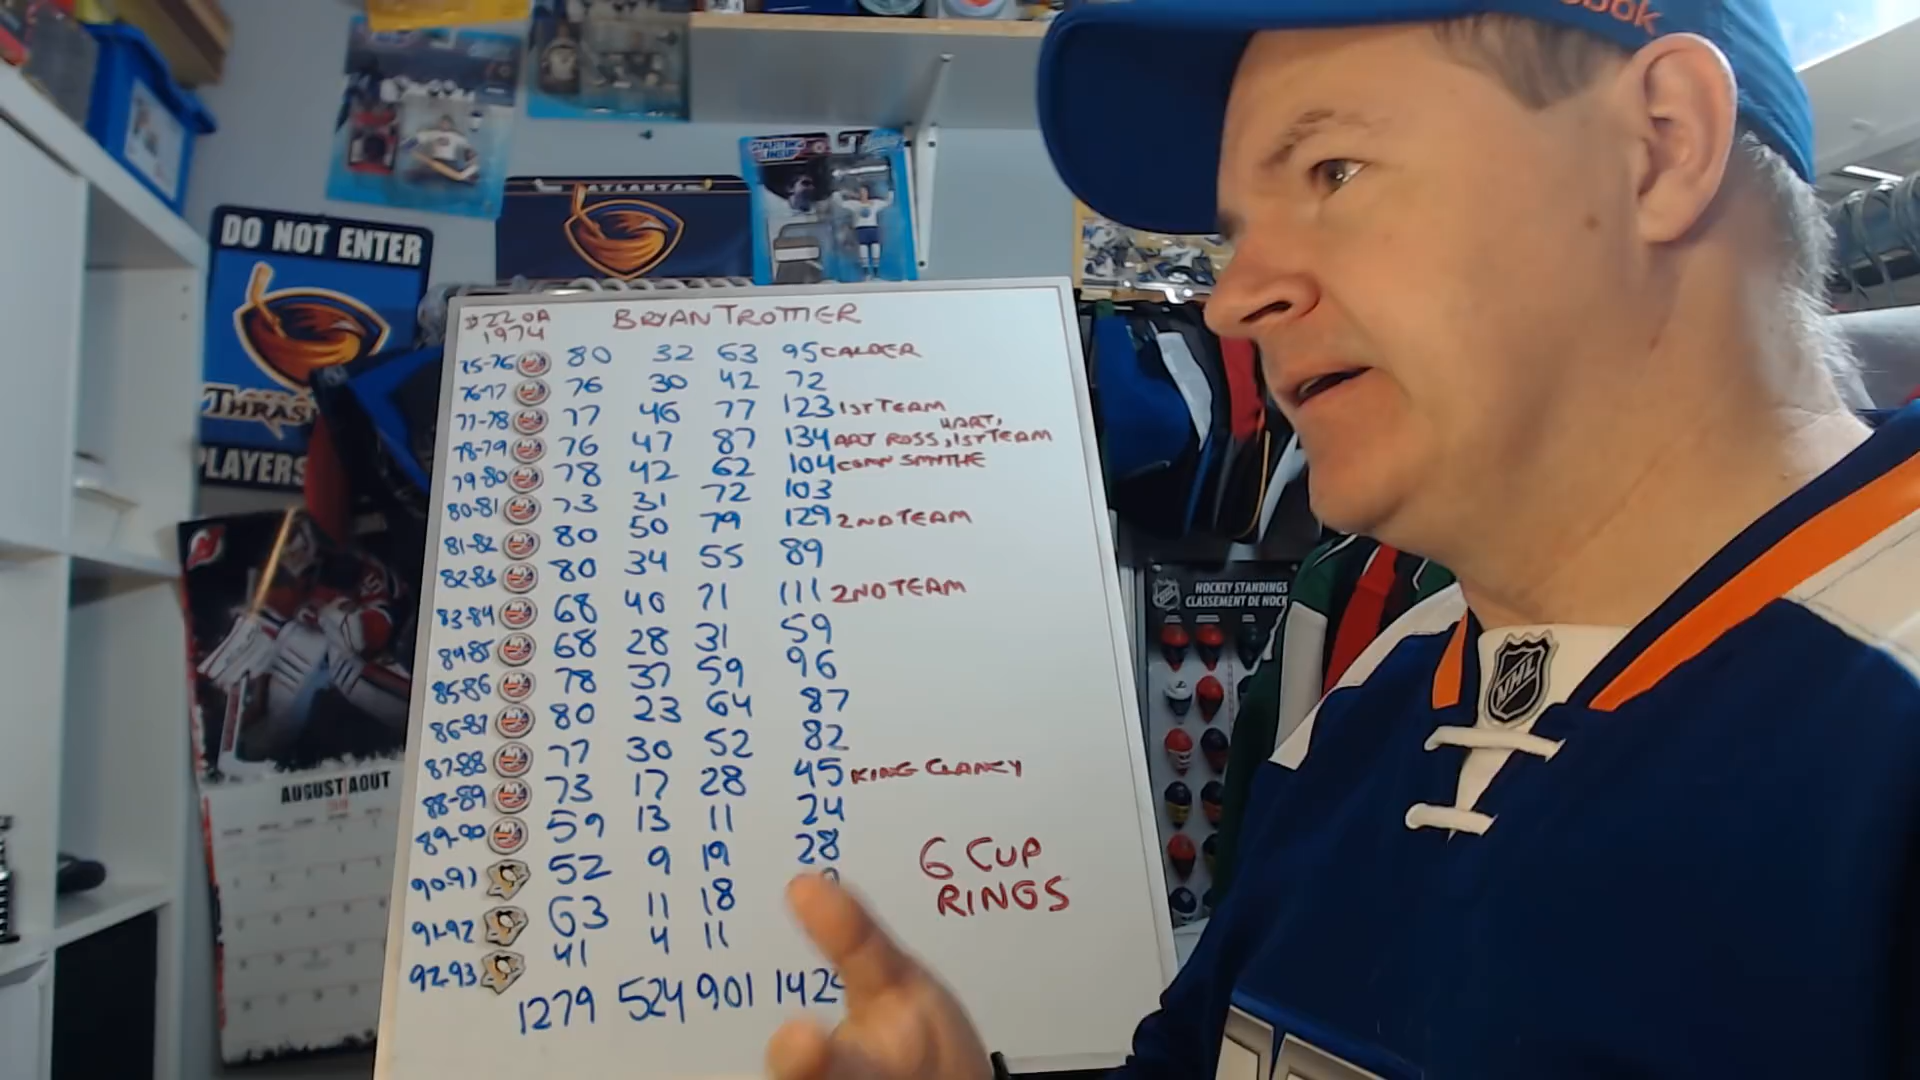 Reebok
STARTING
LINEUP
ATLANTA
DO NOT ENTER
THRAS
PLAYERS
AUGUST AOUT
HOCKEY STANDINGS
CLASSEMENT DE HOCK
NHL
#22 OA
1974
BRYAN TROTTIER
75-76 80 32 63 95 CALDER
76-77 76 30 42 72
77-78 77 46 77 123 1ST TEAM
HART,
78-79 76 47 87 134 ART ROSS, 1ST TEAM
79-80 78 42 62 104 CONN SMYTHE
80-81 73 31 72 103
81-82 80 50 79 129 2ND TEAM
82-83 80 34 55 89
83-84 68 40 71 111 2ND TEAM
84-85 68 28 31 59
85-86 78 37 59 96
86-87 80 23 64 87
87-88 77 30 52 82
88-89 73 17 28 45 KING CLANCY
89-90 59 13 11 24
90-91 52 9 19 28
91-92 63 11 18
92-93 41 4 11
1279 524 901 142
6 CUP
RINGS